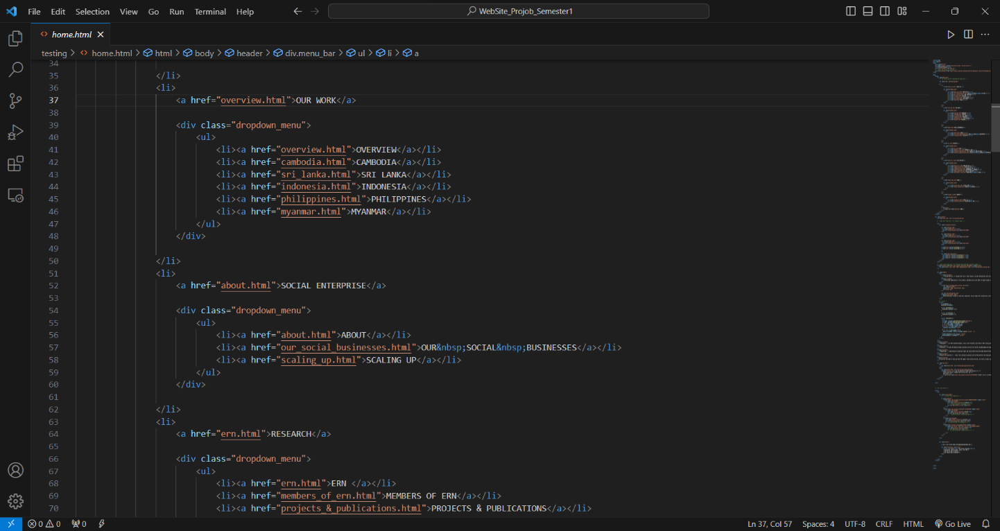 File Edit Selection View Go Run Terminal Help WebSite_Projob_Semester1
home.html
testing > home.html > html > body > header > div.menu_bar > ul > li > a
34
35 </li>
36 <li>
37 <a href="overview.html">OUR WORK</a>
38
39 <div class="dropdown_menu">
40 <ul>
41 <li><a href="overview.html">OVERVIEW</a></li>
42 <li><a href="cambodia.html">CAMBODIA</a></li>
43 <li><a href="sri_lanka.html">SRI LANKA</a></li>
44 <li><a href="indonesia.html">INDONESIA</a></li>
45 <li><a href="philippines.html">PHILIPPINES</a></li>
46 <li><a href="myanmar.html">MYANMAR</a></li>
47 </ul>
48 </div>
49
50 </li>
51 <li>
52 <a href="about.html">SOCIAL ENTERPRISE</a>
53
54 <div class="dropdown_menu">
55 <ul>
56 <li><a href="about.html">ABOUT</a></li>
57 <li><a href="our_social_businesses.html">OUR&nbsp;SOCIAL&nbsp;BUSINESSES</a></li>
58 <li><a href="scaling_up.html">SCALING UP</a></li>
59 </ul>
60 </div>
61
62 </li>
63 <li>
64 <a href="ern.html">RESEARCH</a>
65
66 <div class="dropdown_menu">
67 <ul>
68 <li><a href="ern.html">ERN </a></li>
69 <li><a href="members_of_ern.html">MEMBERS OF ERN</a></li>
70 <li><a href="projects_&_publications.html">PROJECTS & PUBLICATIONS</a></li>
0 0 0 Ln 37, Col 57 Spaces: 4 UTF-8 CRLF HTML Go Live